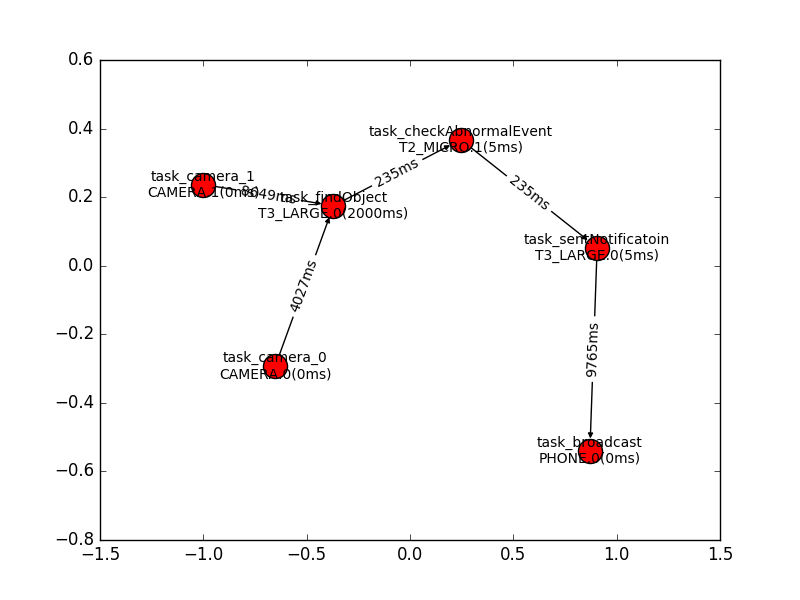 0.6
0.4
0.2
0.0
−0.2
−0.4
−0.6
−0.8
−1.5
−1.0
−0.5
0.0
0.5
1.0
1.5
task_checkAbnormalEvent
T2_MICRO.1(5ms)
task_camera_1
CAMERA.1(0ms)
8049ms
task_findObject
T3_LARGE.0(2000ms)
235ms
235ms
task_sentNotificatoin
T3_LARGE.0(5ms)
4027ms
task_camera_0
CAMERA.0(0ms)
9765ms
task_broadcast
PHONE.0(0ms)